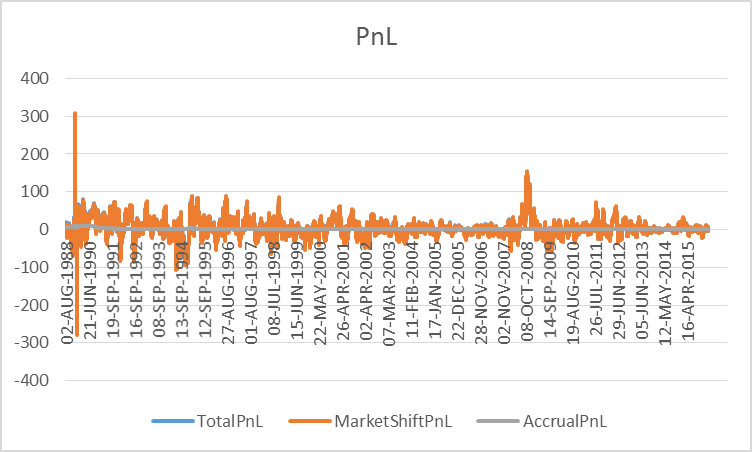 PnL
400
300
200
100
0
-100
-200
-300
-400
02-AUG-1988
21-JUN-1990
19-SEP-1991
09-SEP-1992
08-SEP-1993
13-SEP-1994
12-SEP-1995
27-AUG-1996
01-AUG-1997
08-JUL-1998
15-JUN-1999
22-MAY-2000
26-APR-2001
02-APR-2002
07-MAR-2003
11-FEB-2004
17-JAN-2005
22-DEC-2005
28-NOV-2006
02-NOV-2007
08-OCT-2008
14-SEP-2009
19-AUG-2010
26-JUL-2011
29-JUN-2012
05-JUN-2013
12-MAY-2014
16-APR-2015
TotalPnL MarketShiftPnL AccrualPnL